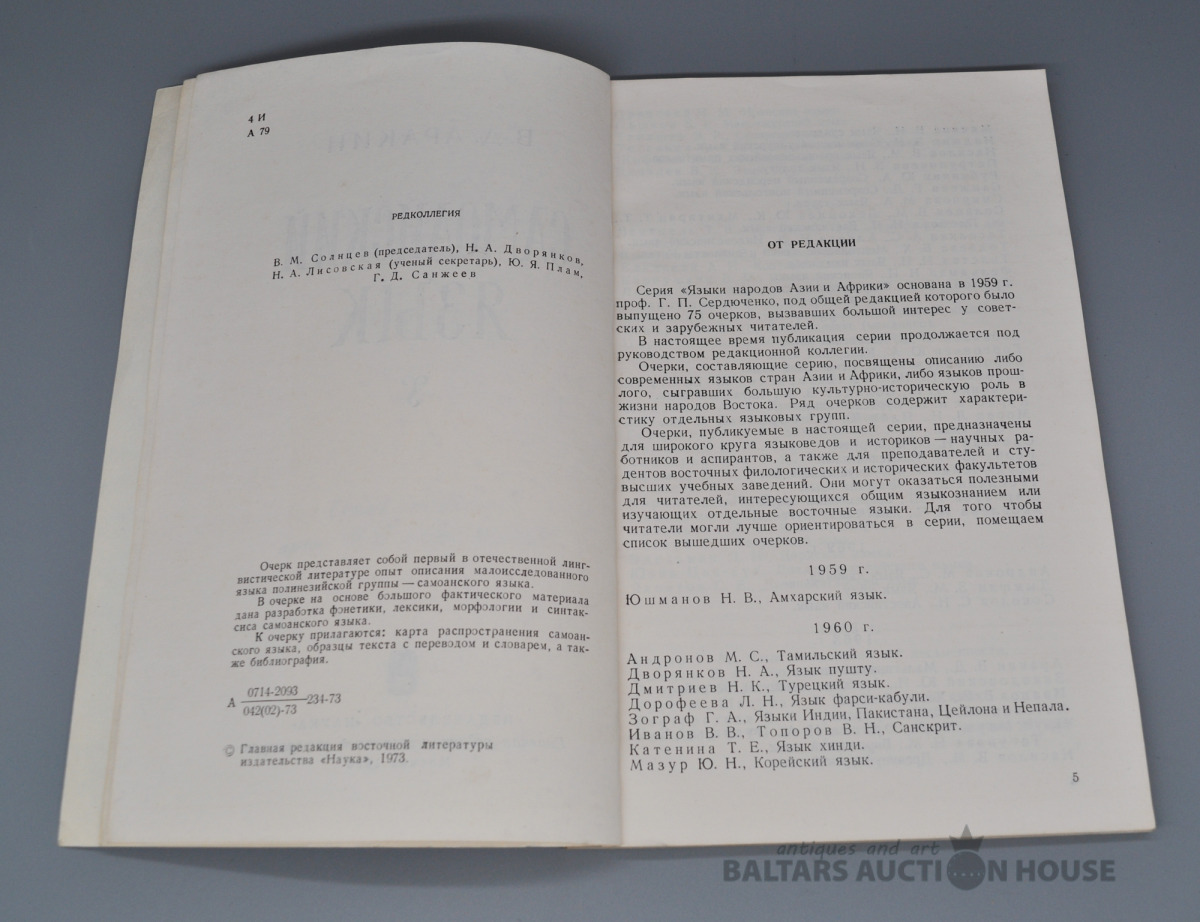 4 И
А 79
РЕДКОЛЛЕГИЯ
В. М. Солнцев (председатель), Н. А. Дворянков,
Н. А. Лисовская (ученый секретарь), Ю. Я. Плам,
Г. Д. Санжеев
Очерк представляет собой первый в отечественной линг-
вистической литературе опыт описания малоисследованного
языка полинезийской группы — самоанского языка.
В очерке на основе большого фактического материала
дана разработка фонетики, лексики, морфологии и синтак-
сиса самоанского языка.
К очерку прилагаются: карта распространения самоан-
ского языка, образцы текста с переводом и словарем, а так-
же библиография.
А 0714-2093
042(02)-73 234-73
© Главная редакция восточной литературы
издательства «Наука», 1973.
ОТ РЕДАКЦИИ
Серия «Языки народов Азии и Африки» основана в 1959 г.
проф. Г. П. Сердюченко, под общей редакцией которого было
выпущено 75 очерков, вызвавших большой интерес у совет-
ских и зарубежных читателей.
В настоящее время публикация серии продолжается под
руководством редакционной коллегии.
Очерки, составляющие серию, посвящены описанию либо
современных языков стран Азии и Африки, либо языков прош-
лого, сыгравших большую культурно-историческую роль в
жизни народов Востока. Ряд очерков содержит характери-
стику отдельных языковых групп.
Очерки, публикуемые в настоящей серии, предназначены
для широкого круга языковедов и историков — научных ра-
ботников и аспирантов, а также для преподавателей и сту-
дентов восточных филологических и исторических факультетов
высших учебных заведений. Они могут оказаться полезными
для читателей, интересующихся общим языкознанием или
изучающих отдельные восточные языки. Для того чтобы
читатели могли лучше ориентироваться в серии, помещаем
список вышедших очерков.
1959 г.
Юшманов Н. В., Амхарский язык.
1960 г.
Андронов М. С., Тамильский язык.
Дворянков Н. А., Язык пушту.
Дмитриев Н. К., Турецкий язык.
Дорофеева Л. Н., Язык фарси-кабули.
Зограф Г. А., Языки Индии, Пакистана, Цейлона и Непала.
Иванов В. В., Топоров В. Н., Санскрит.
Катенина Т. Е., Язык хинди.
Мазур Ю. Н., Корейский язык.
5
antiques and art
BALTARS AUCTION HOUSE